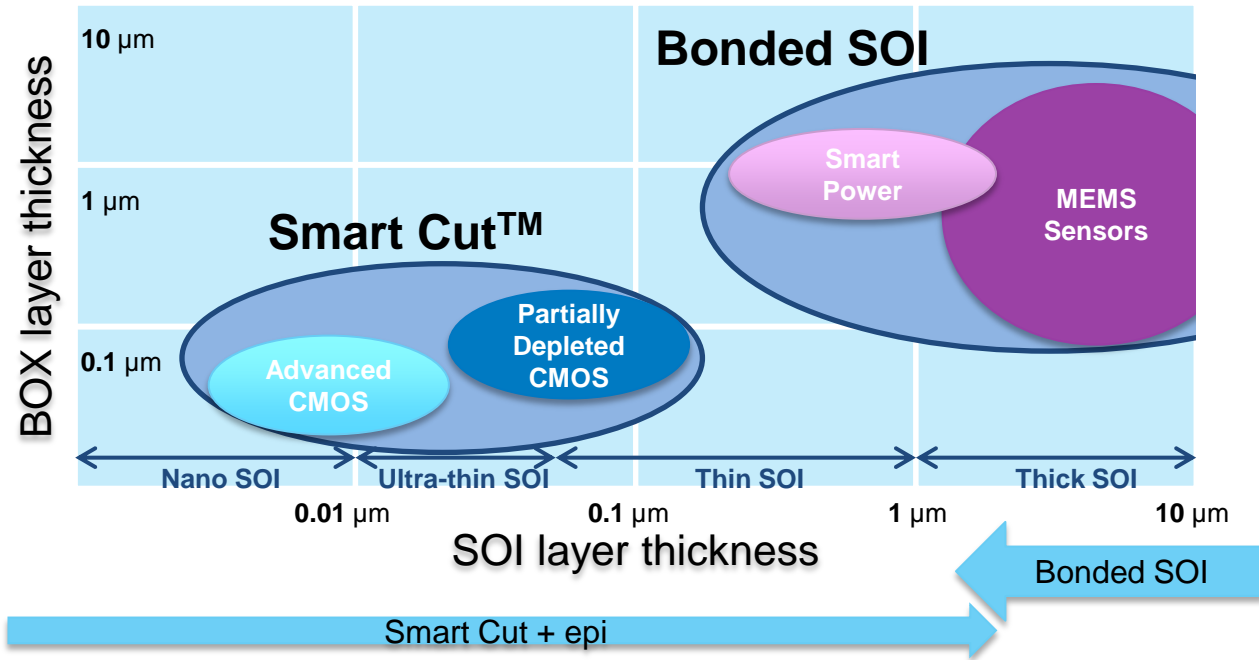 10 µm
Bonded SOI
BOX layer thickness
Smart
Power
1 µm
MEMS
Sensors
Smart Cut™
Partially
Depleted
CMOS
0.1 µm
Advanced
CMOS
Nano SOI
Ultra-thin SOI
Thin SOI
Thick SOI
0.01 µm
0.1 µm
1 µm
10 µm
SOI layer thickness
Bonded SOI
Smart Cut + epi